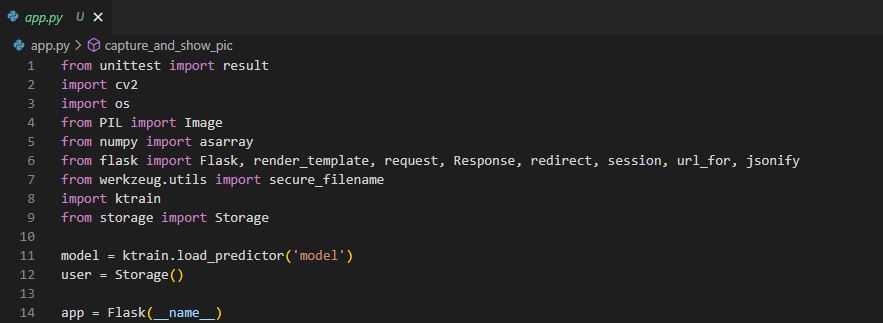 app.py U ×
app.py > capture_and_show_pic
1 from unittest import result
2 import cv2
3 import os
4 from PIL import Image
5 from numpy import asarray
6 from flask import Flask, render_template, request, Response, redirect, session, url_for, jsonify
7 from werkzeug.utils import secure_filename
8 import ktrain
9 from storage import Storage
10
11 model = ktrain.load_predictor('model')
12 user = Storage()
13
14 app = Flask(__name__)